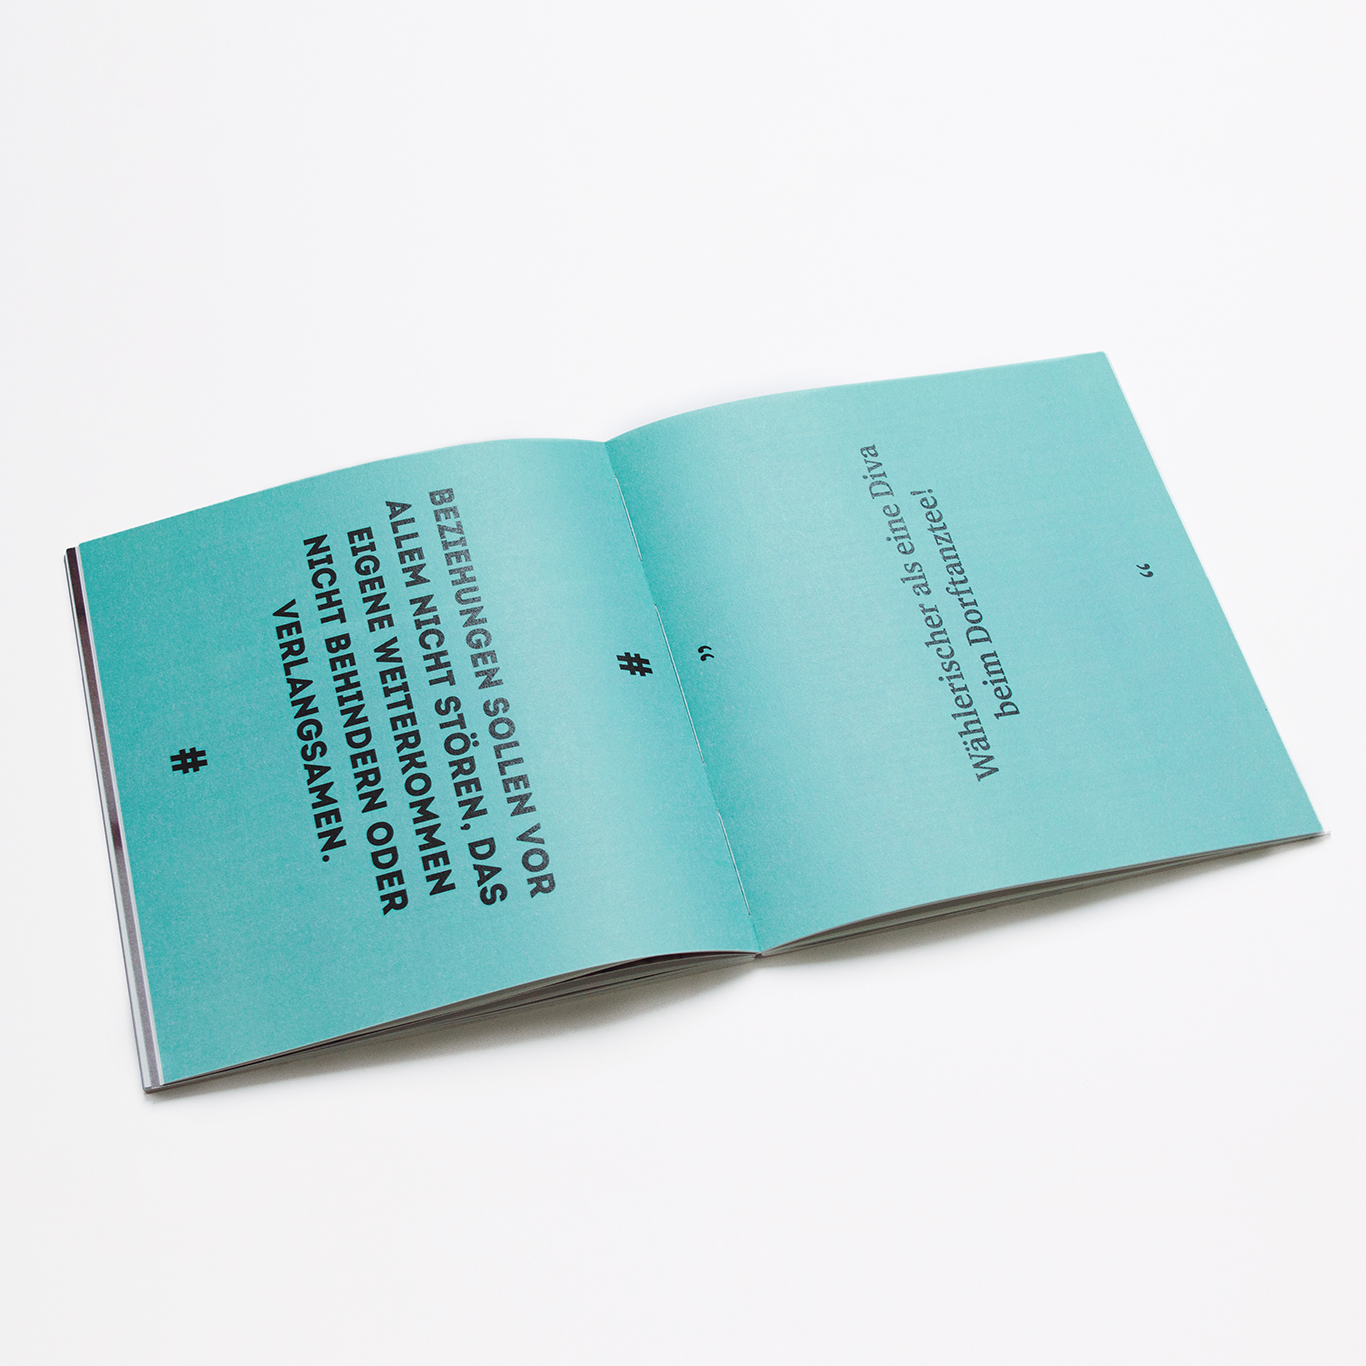 #
BEZIEHUNGEN SOLLEN VOR
ALLEM NICHT STÖREN, DAS
EIGENE WEITERKOMMEN
NICHT BEHINDERN ODER
VERLANGSAMEN.
#
„
Wählerischer als eine Diva
beim Dorftanztee!
“